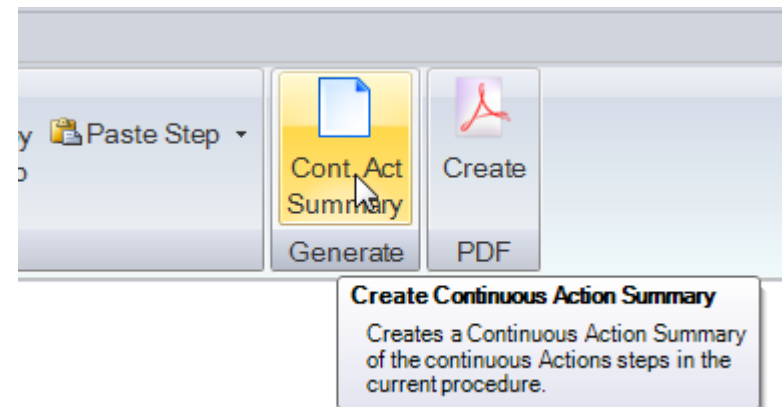 y Paste Step
Cont. Act
Summary
Create
Generate
PDF
Create Continuous Action Summary
Creates a Continuous Action Summary
of the continuous Actions steps in the
current procedure.